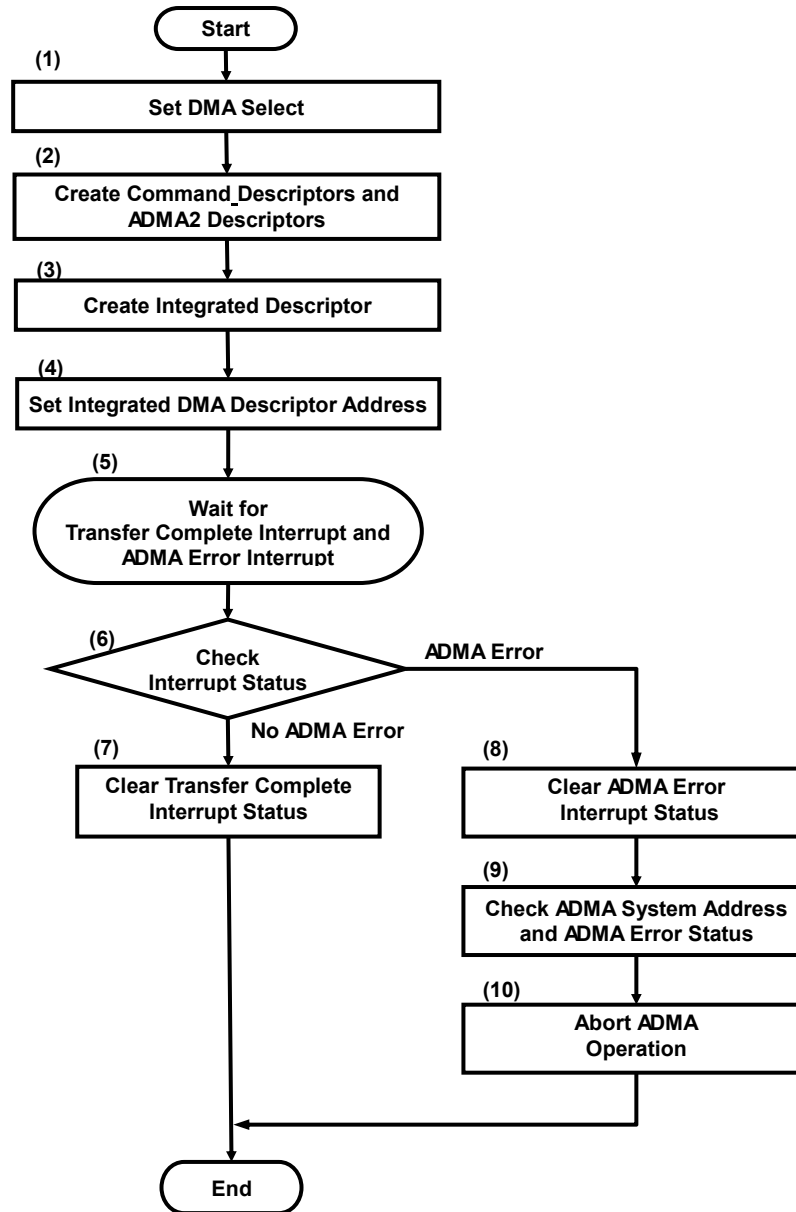 Start
(1)
Set DMA Select
(2)
Create Command_Descriptors and
ADMA2 Descriptors
(3)
Create Integrated Descriptor
(4)
Set Integrated DMA Descriptor Address
(5)
Wait for
Transfer Complete Interrupt and
ADMA Error Interrupt
(6)
Check
Interrupt Status
ADMA Error
No ADMA Error
(7)
Clear Transfer Complete
Interrupt Status
(8)
Clear ADMA Error
Interrupt Status
(9)
Check ADMA System Address
and ADMA Error Status
(10)
Abort ADMA
Operation
End